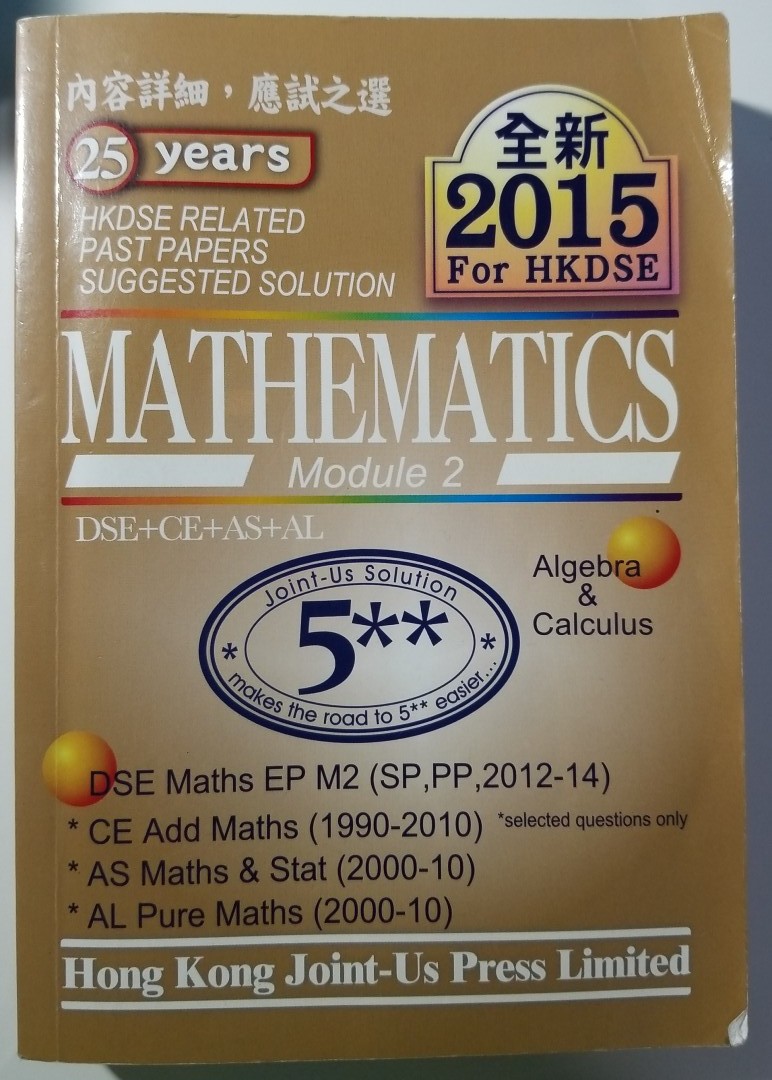 內容詳細，應試之選
25 years
HKDSE RELATED
PAST PAPERS
SUGGESTED SOLUTION
全新
2015
For HKDSE
MATHEMATICS
Module 2
DSE+CE+AS+AL
Algebra
&
Calculus
Joint-Us Solution
* 5** *
makes the road to 5** easier...
DSE Maths EP M2 (SP,PP,2012-14)
* CE Add Maths (1990-2010) *selected questions only
* AS Maths & Stat (2000-10)
* AL Pure Maths (2000-10)
Hong Kong Joint-Us Press Limited